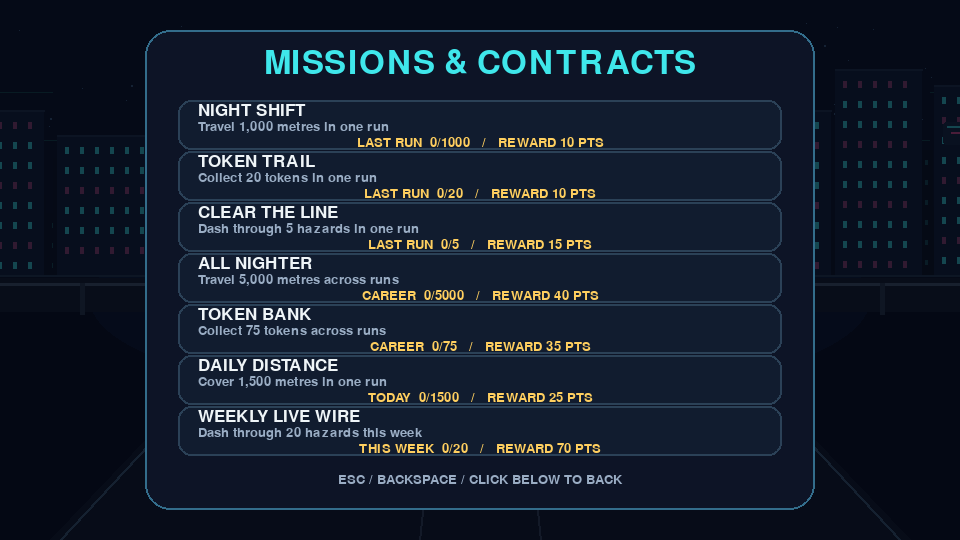 MISSIONS & CONTRACTS
NIGHT SHIFT
Travel 1,000 metres in one run
LAST RUN 0/1000 / REWARD 10 PTS
TOKEN TRAIL
Collect 20 tokens in one run
LAST RUN 0/20 / REWARD 10 PTS
CLEAR THE LINE
Dash through 5 hazards in one run
LAST RUN 0/5 / REWARD 15 PTS
ALL NIGHTER
Travel 5,000 metres across runs
CAREER 0/5000 / REWARD 40 PTS
TOKEN BANK
Collect 75 tokens across runs
CAREER 0/75 / REWARD 35 PTS
DAILY DISTANCE
Cover 1,500 metres in one run
TODAY 0/1500 / REWARD 25 PTS
WEEKLY LIVE WIRE
Dash through 20 hazards this week
THIS WEEK 0/20 / REWARD 70 PTS
ESC / BACKSPACE / CLICK BELOW TO BACK